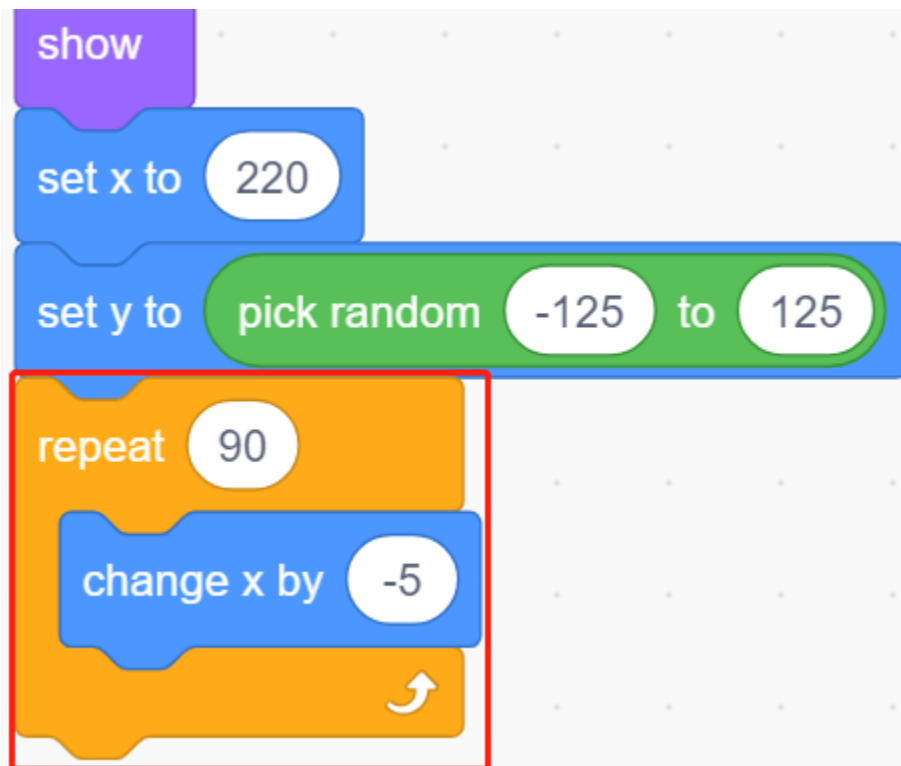 show
set x to 220
set y to pick random -125 to 125
repeat 90
change x by -5